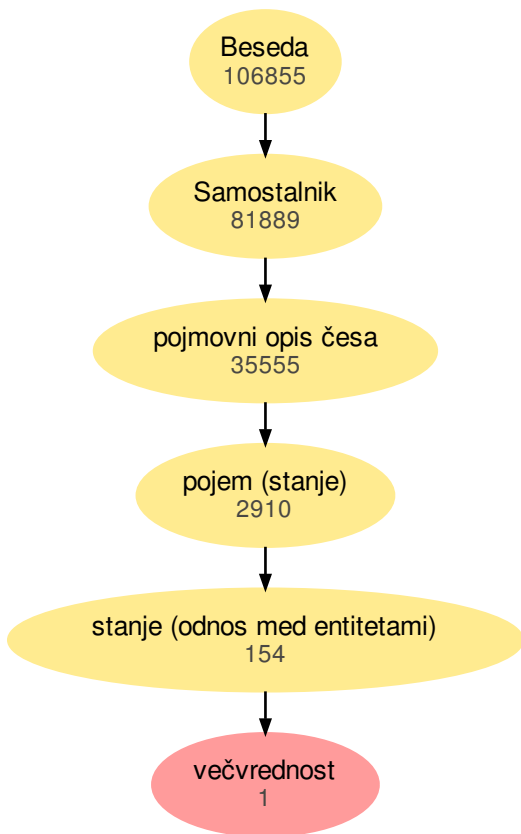 Beseda
106855
Samostalnik
81889
pojmovni opis česa
35555
pojem (stanje)
2910
stanje (odnos med entitetami)
154
večvrednost
1